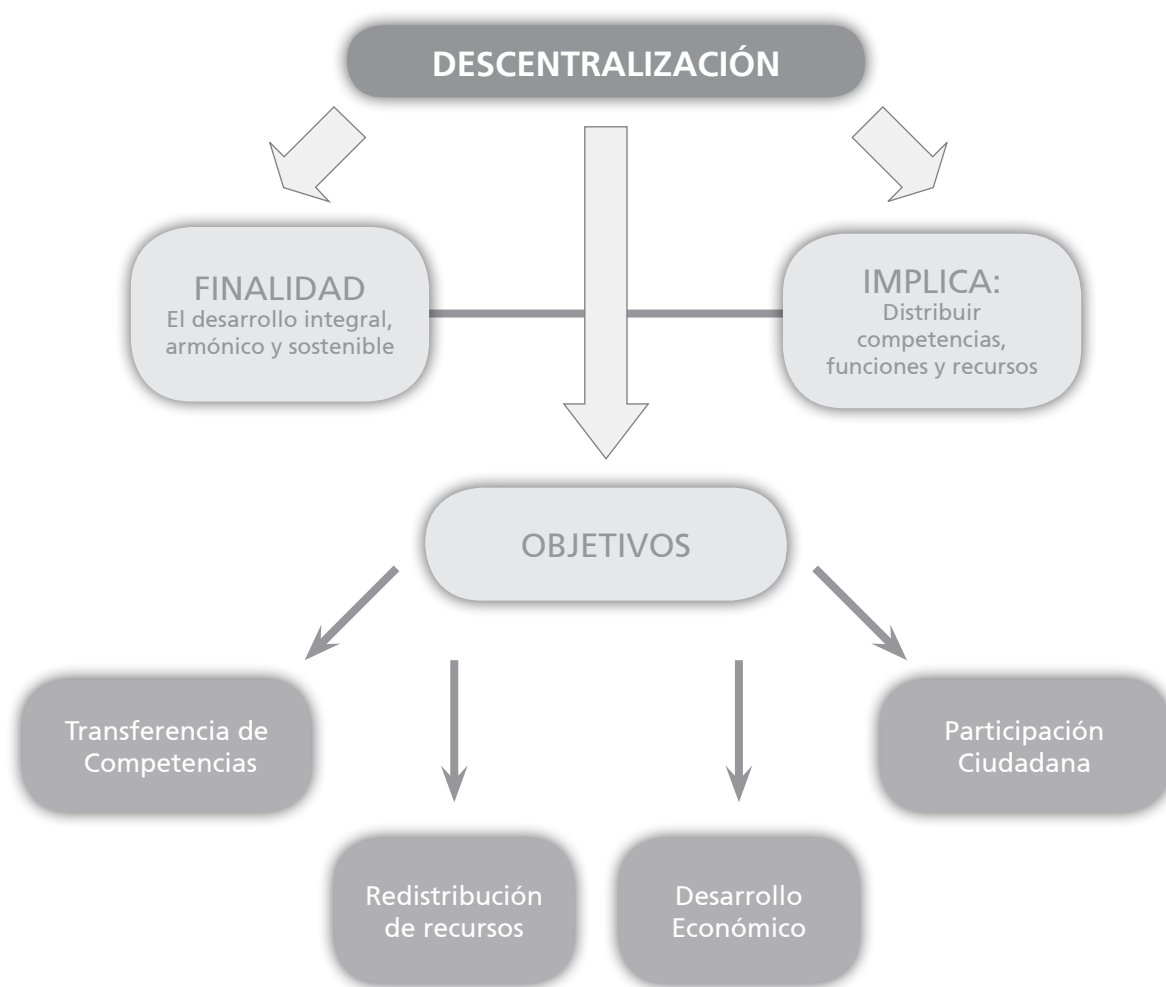 DESCENTRALIZACIÓN
FINALIDAD
El desarrollo integral,
armónico y sostenible
IMPLICA:
Distribuir
competencias,
funciones y recursos
OBJETIVOS
Transferencia de
Competencias
Redistribución
de recursos
Desarrollo
Económico
Participación
Ciudadana